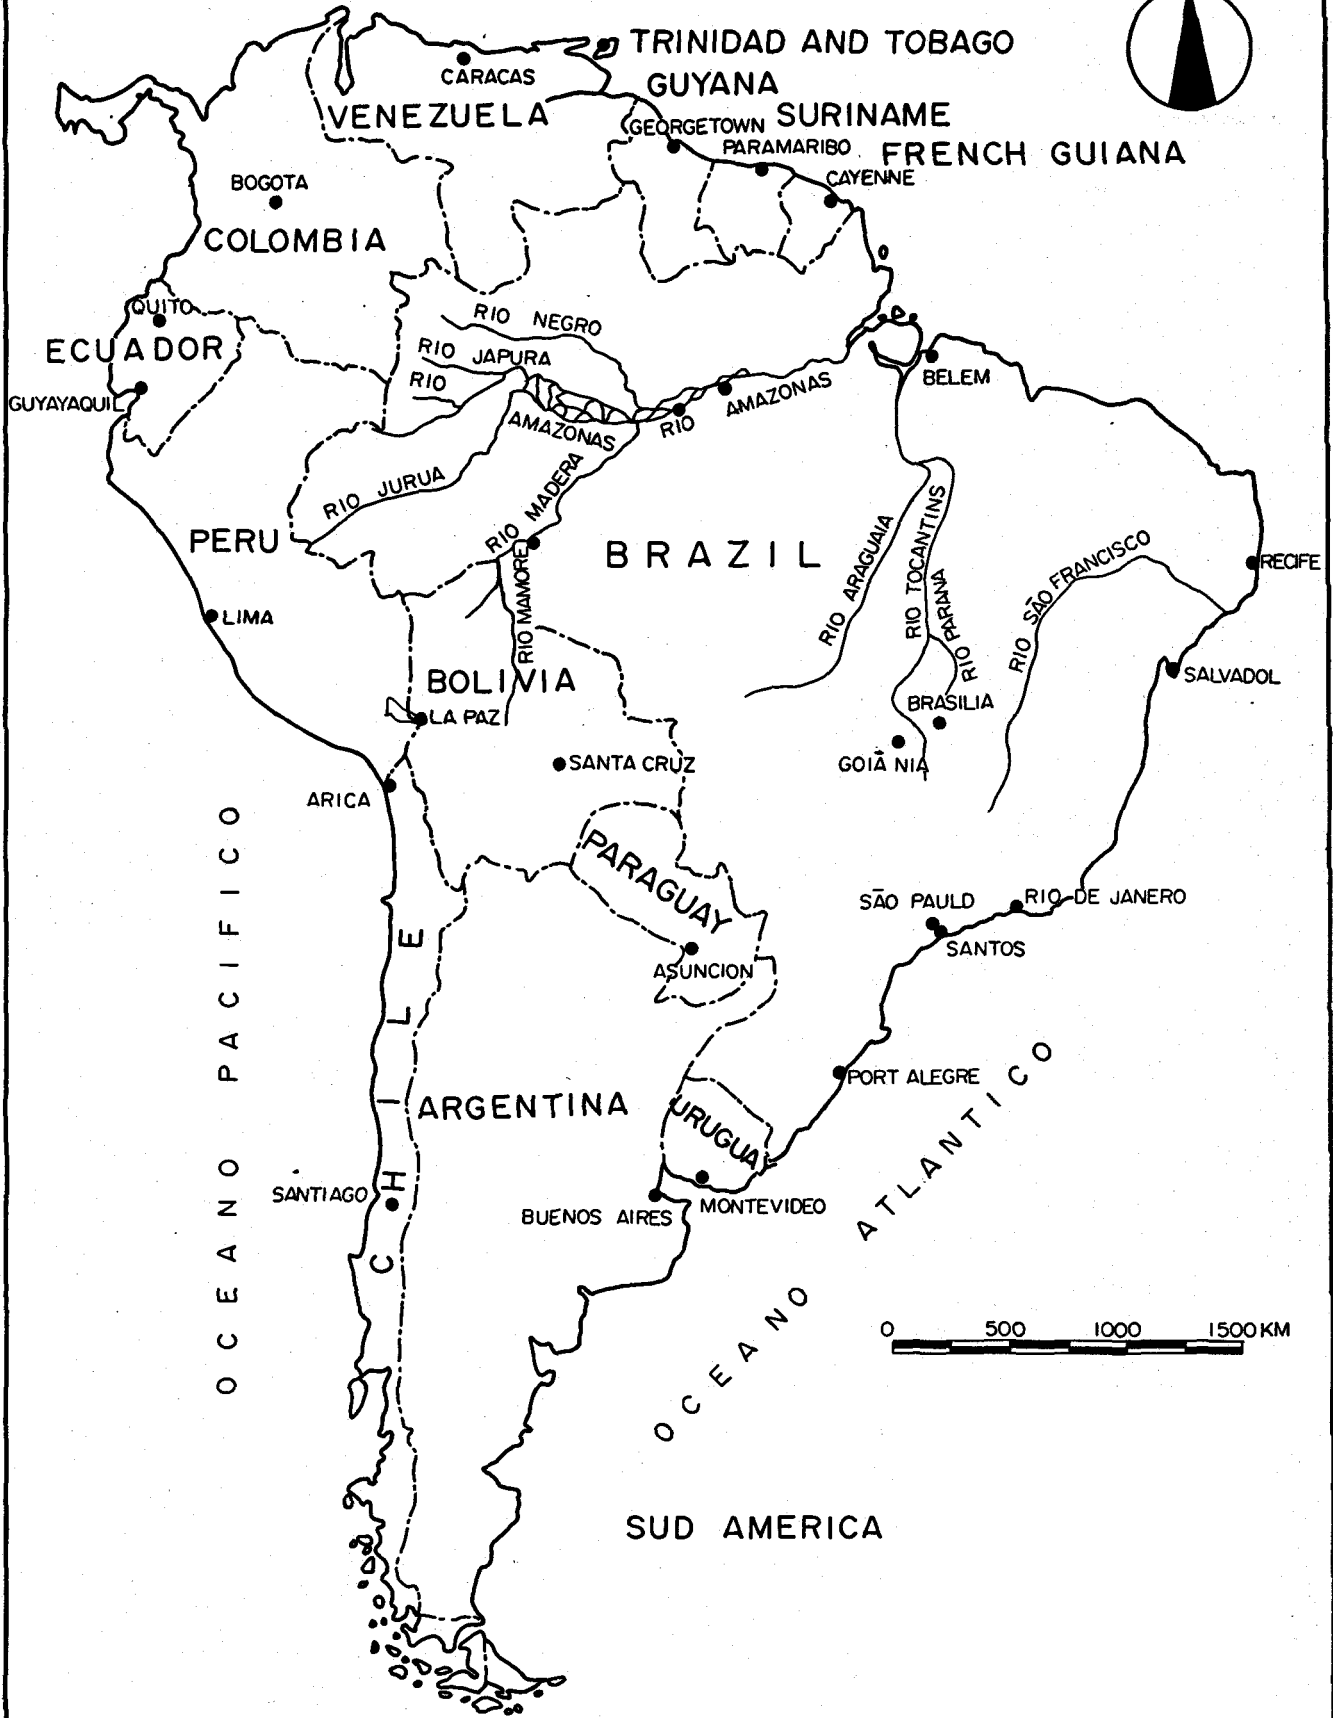 TRINIDAD AND TOBAGO
CARACAS
GUYANA
VENEZUELA
SURINAME
GEORGETOWN
PARAMARIBO
FRENCH GUIANA
CAYENNE
BOGOTA
COLOMBIA
QUITO
RIO NEGRO
ECUADOR
RIO JAPURA
RIO
BELEM
GUYAYAQUIL
AMAZONAS
RIO AMAZONAS
RIO JURUA
RIO MADERA
PERU
BRAZIL
RIO ARAGUAIA
RIO TOCANTINS
RIO PARANA
RIO SÃO FRANCISCO
RECIFE
RIO MAMORE
LIMA
BOLIVIA
SALVADOL
LA PAZ
BRASILIA
SANTA CRUZ
GOIÃ NIA
ARICA
PARAGUAY
SÃO PAULD
RIO DE JANERO
SANTOS
ASUNCION
CHILE
OCEANO PACIFICO
PORT ALEGRE
ARGENTINA
URUGUAY
SANTIAGO
BUENOS AIRES
MONTEVIDEO
OCEANO ATLANTICO
0 500 1000 1500 KM
SUD AMERICA